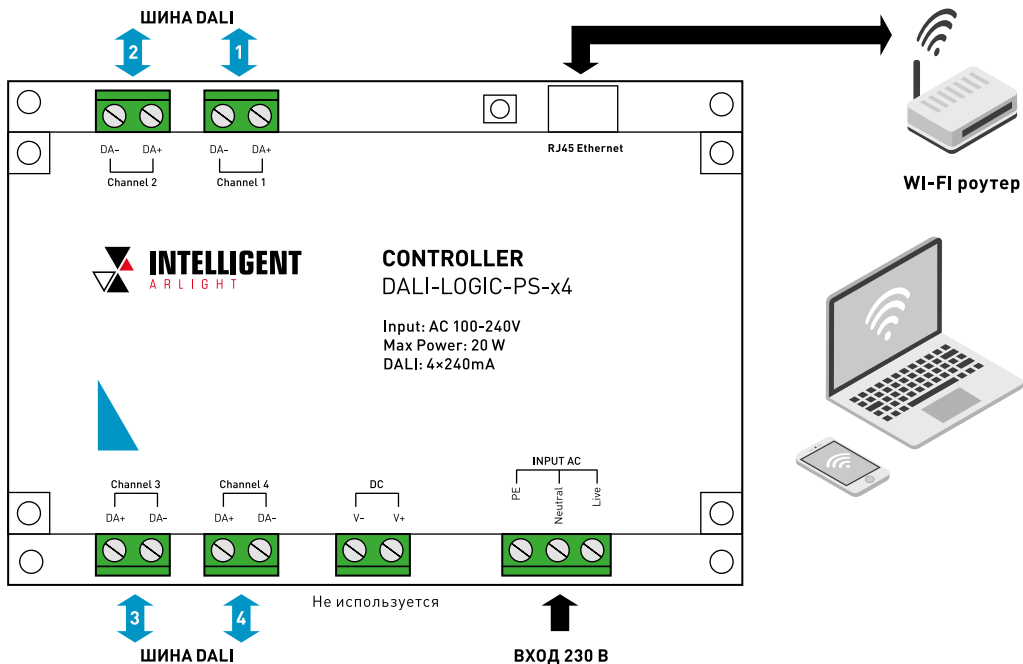 ШИНА DALI
2 1
DA- DA+ DA- DA+
Channel 2 Channel 1
RJ45 Ethernet
WI-FI роутер
INTELLIGENT
ARLIGHT
CONTROLLER
DALI-LOGIC-PS-x4
Input: AC 100-240V
Max Power: 20 W
DALI: 4×240mA
Channel 3 Channel 4 DC INPUT AC
DA+ DA- DA+ DA- V- V+ PE Neutral Live
Не используется
3 4
ШИНА DALI ВХОД 230 В